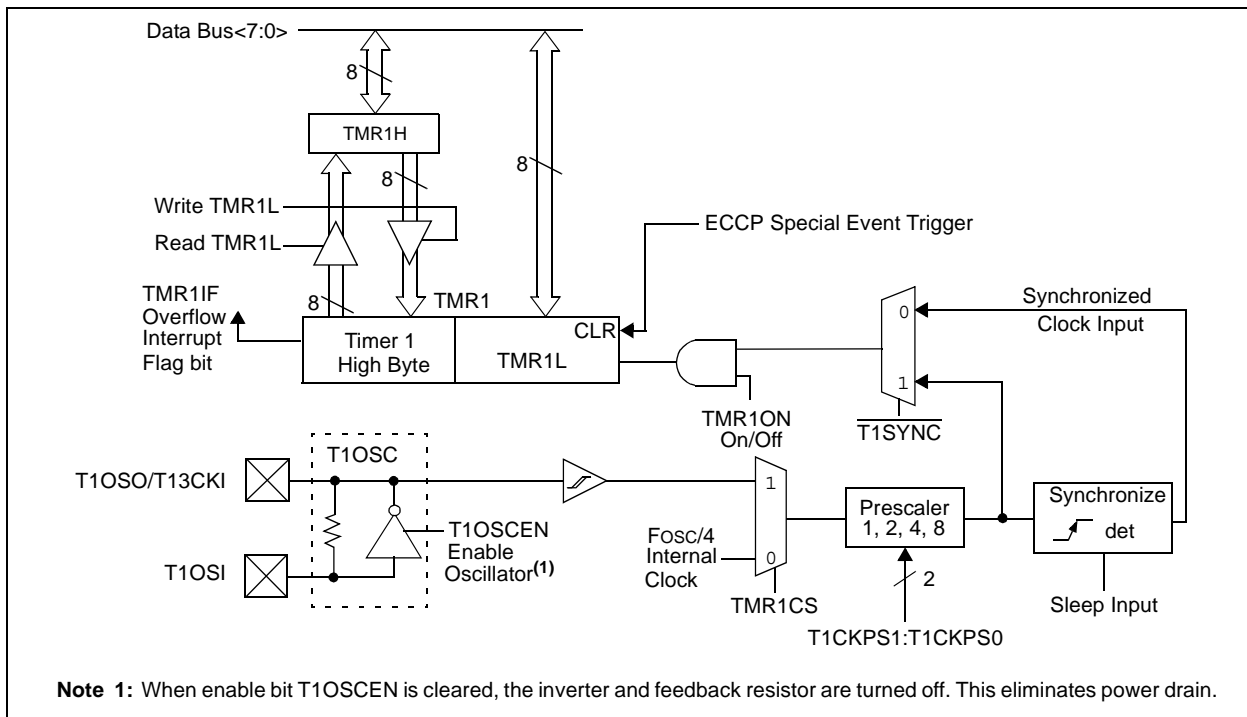 Data Bus<7:0>
8
TMR1H
8
8
Write TMR1L
Read TMR1L
ECCP Special Event Trigger
TMR1IF
Overflow
Interrupt
Flag bit
8
TMR1
Timer 1
High Byte
TMR1L
CLR
0
1
Synchronized
Clock Input
TMR1ON
On/Off
T1SYNC
T1OSC
T1OSO/T13CKI
T1OSI
T1OSCEN
Enable
Oscillator(1)
FOSC/4
Internal
Clock
1
0
TMR1CS
Prescaler
1, 2, 4, 8
2
T1CKPS1:T1CKPS0
Synchronize
det
Sleep Input
Note 1: When enable bit T1OSCEN is cleared, the inverter and feedback resistor are turned off. This eliminates power drain.